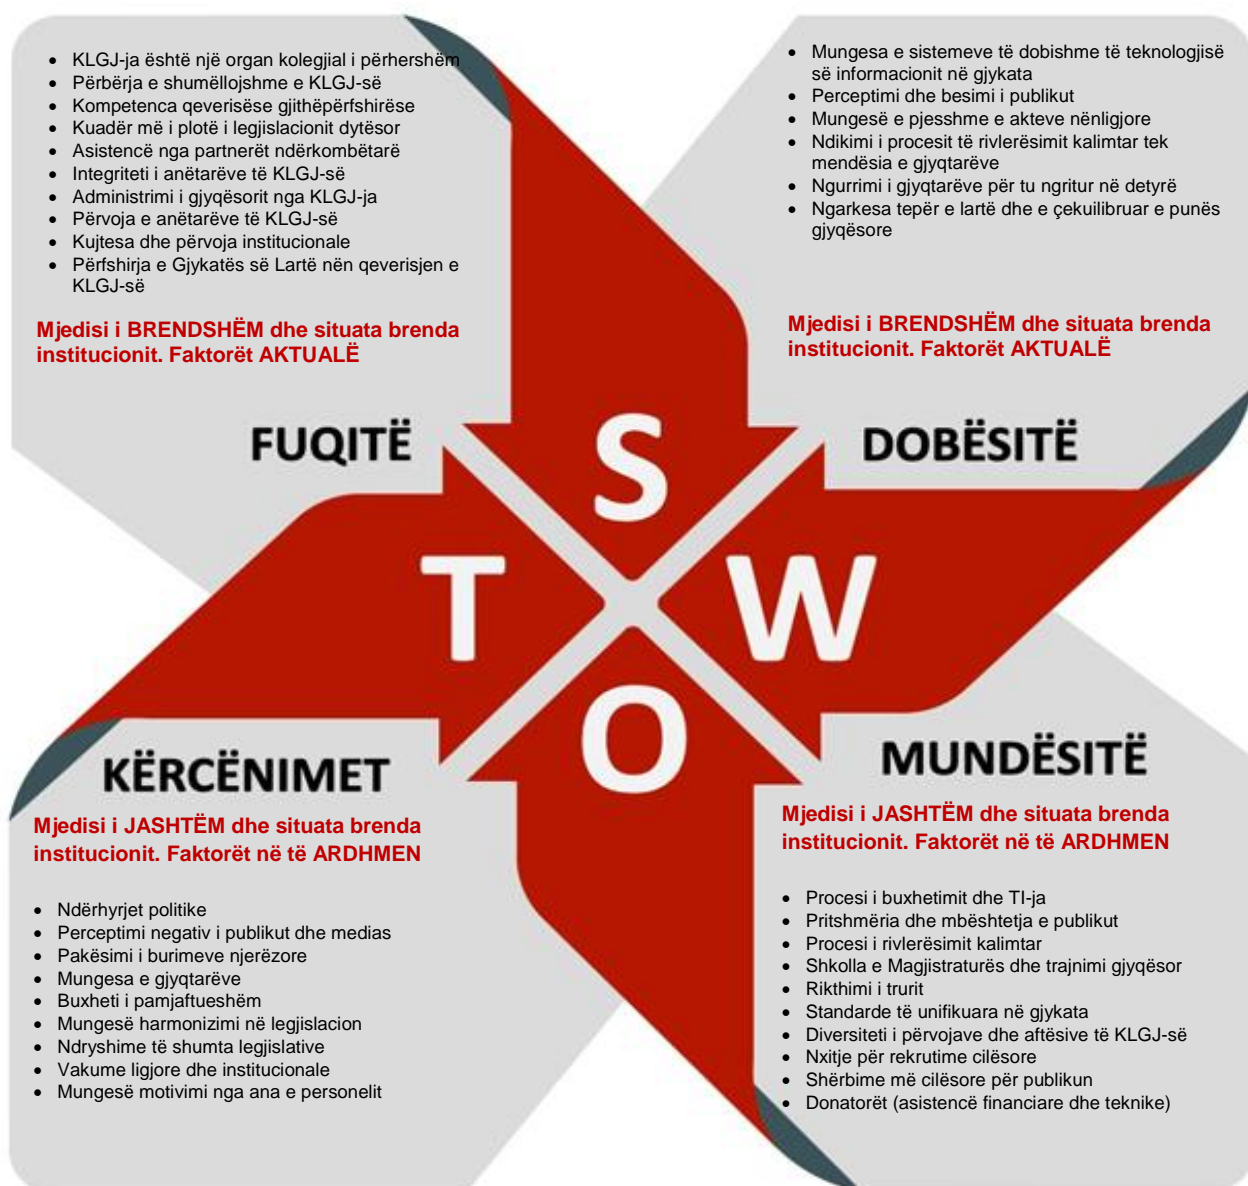 • KLGJ-ja është një organ kolegjial i përhershëm
• Përbërja e shumëllojshme e KLGJ-së
• Kompetenca qeverisëse gjithëpërfshirëse
• Kuadër më i plotë i legjislacionit dytësor
• Asistencë nga partnerët ndërkombëtarë
• Integriteti i anëtarëve të KLGJ-së
• Administrimi i gjyqësorit nga KLGJ-ja
• Përvoja e anëtarëve të KLGJ-së
• Kujtesa dhe përvoja institucionale
• Përfshirja e Gjykatës së Lartë nën qeverisjen e
KLGJ-së
Mjedisi i BRENDSHËM dhe situata brenda
institucionit. Faktorët AKTUALË
FUQITË
• Mungesa e sistemeve të dobishme të teknologjisë
së informacionit në gjykata
• Perceptimi dhe besimi i publikut
• Mungesë e pjesshme e akteve nënligjore
• Ndikimi i procesit të rivlerësimit kalimtar tek
mendësia e gjyqtarëve
• Ngurrimi i gjyqtarëve për tu ngritur në detyrë
• Ngarkesa tepër e lartë dhe e çekuilibruar e punës
gjyqësore
Mjedisi i BRENDSHËM dhe situata brenda
institucionit. Faktorët AKTUALË
DOBËSITË
S
T
W
O
KËRCËNIMET
Mjedisi i JASHTËM dhe situata brenda
institucionit. Faktorët në të ARDHMEN
• Ndërhyrjet politike
• Perceptimi negativ i publikut dhe medias
• Pakësimi i burimeve njerëzore
• Mungesa e gjyqtarëve
• Buxheti i pamjaftueshëm
• Mungesë harmonizimi në legjislacion
• Ndryshime të shumta legjislative
• Vakume ligjore dhe institucionale
• Mungesë motivimi nga ana e personelit
MUNDËSITË
Mjedisi i JASHTËM dhe situata brenda
institucionit. Faktorët në të ARDHMEN
• Procesi i buxhetimit dhe TI-ja
• Pritshmëria dhe mbështetja e publikut
• Procesi i rivlerësimit kalimtar
• Shkolla e Magjistraturës dhe trajnimi gjyqësor
• Rikthimi i trurit
• Standarde të unifikuara në gjykata
• Diversiteti i përvojave dhe aftësive të KLGJ-së
• Nxitje për rekrutime cilësore
• Shërbime më cilësore për publikun
• Donatorët (asistencë financiare dhe teknike)